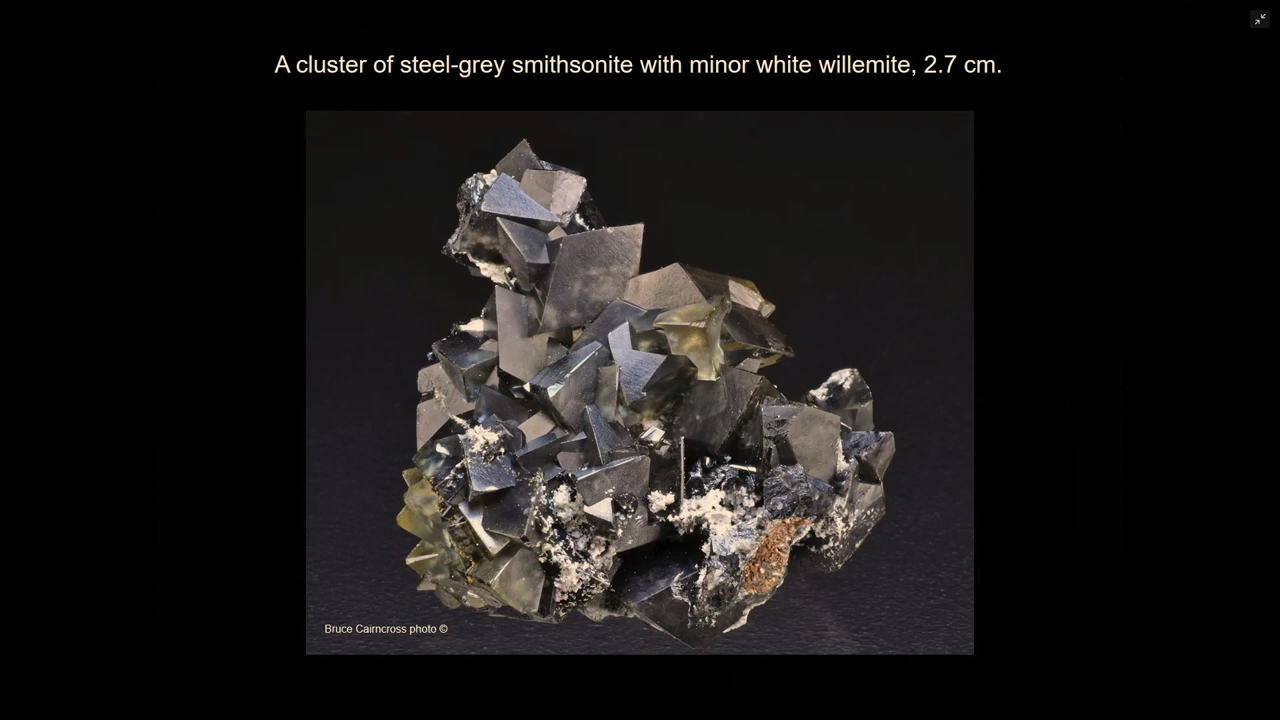 A cluster of steel-grey smithsonite with minor white willemite, 2.7 cm.
Bruce Cairncross photo ©